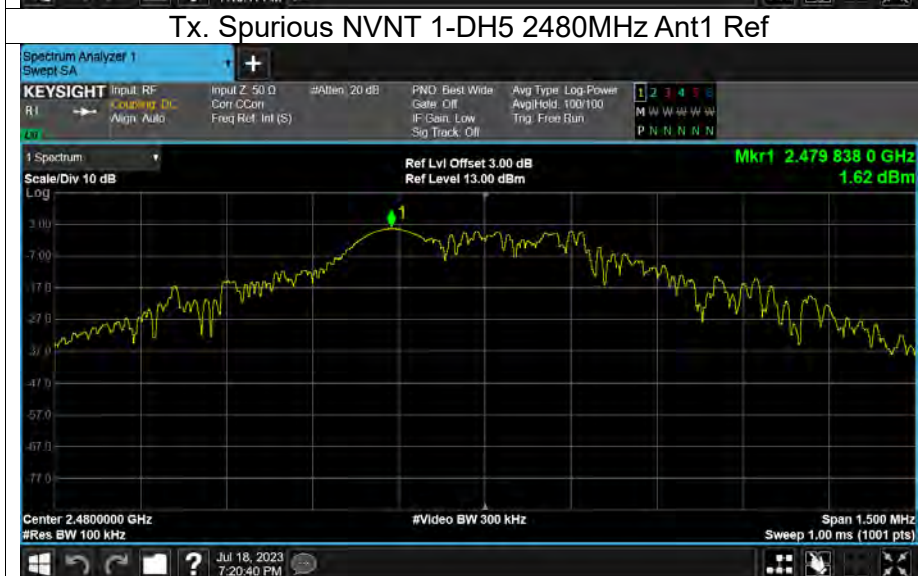 Tx. Spurious NVNT 1-DH5 2480MHz Ant1 Ref
Spectrum Analyzer 1
Swept SA
+
KEYSIGHT Input: RF Input Z: 50 Ω #Atten: 20 dB PNO: Best Wide Avg Type: Log-Power 1 2 3 4 5 6
Coupling: DC Corr CCorr Gate: Off Avg|Hold: 100/100 M W W W W W
Align: Auto Freq Ref: Int (S) IF Gain: Low Trig: Free Run
Sig Track: Off P N N N N N
1 Spectrum Ref Lvl Offset 3.00 dB Mkr1 2.479 838 0 GHz
Scale/Div 10 dB Ref Level 13.00 dBm 1.62 dBm
Log
1
3.00
-7.00
-17.0
-27.0
-37.0
-47.0
-57.0
-67.0
-77.0
Center 2.4800000 GHz #Video BW 300 kHz Span 1.500 MHz
#Res BW 100 kHz Sweep 1.00 ms (1001 pts)
? Jul 18, 2023
7:20:40 PM